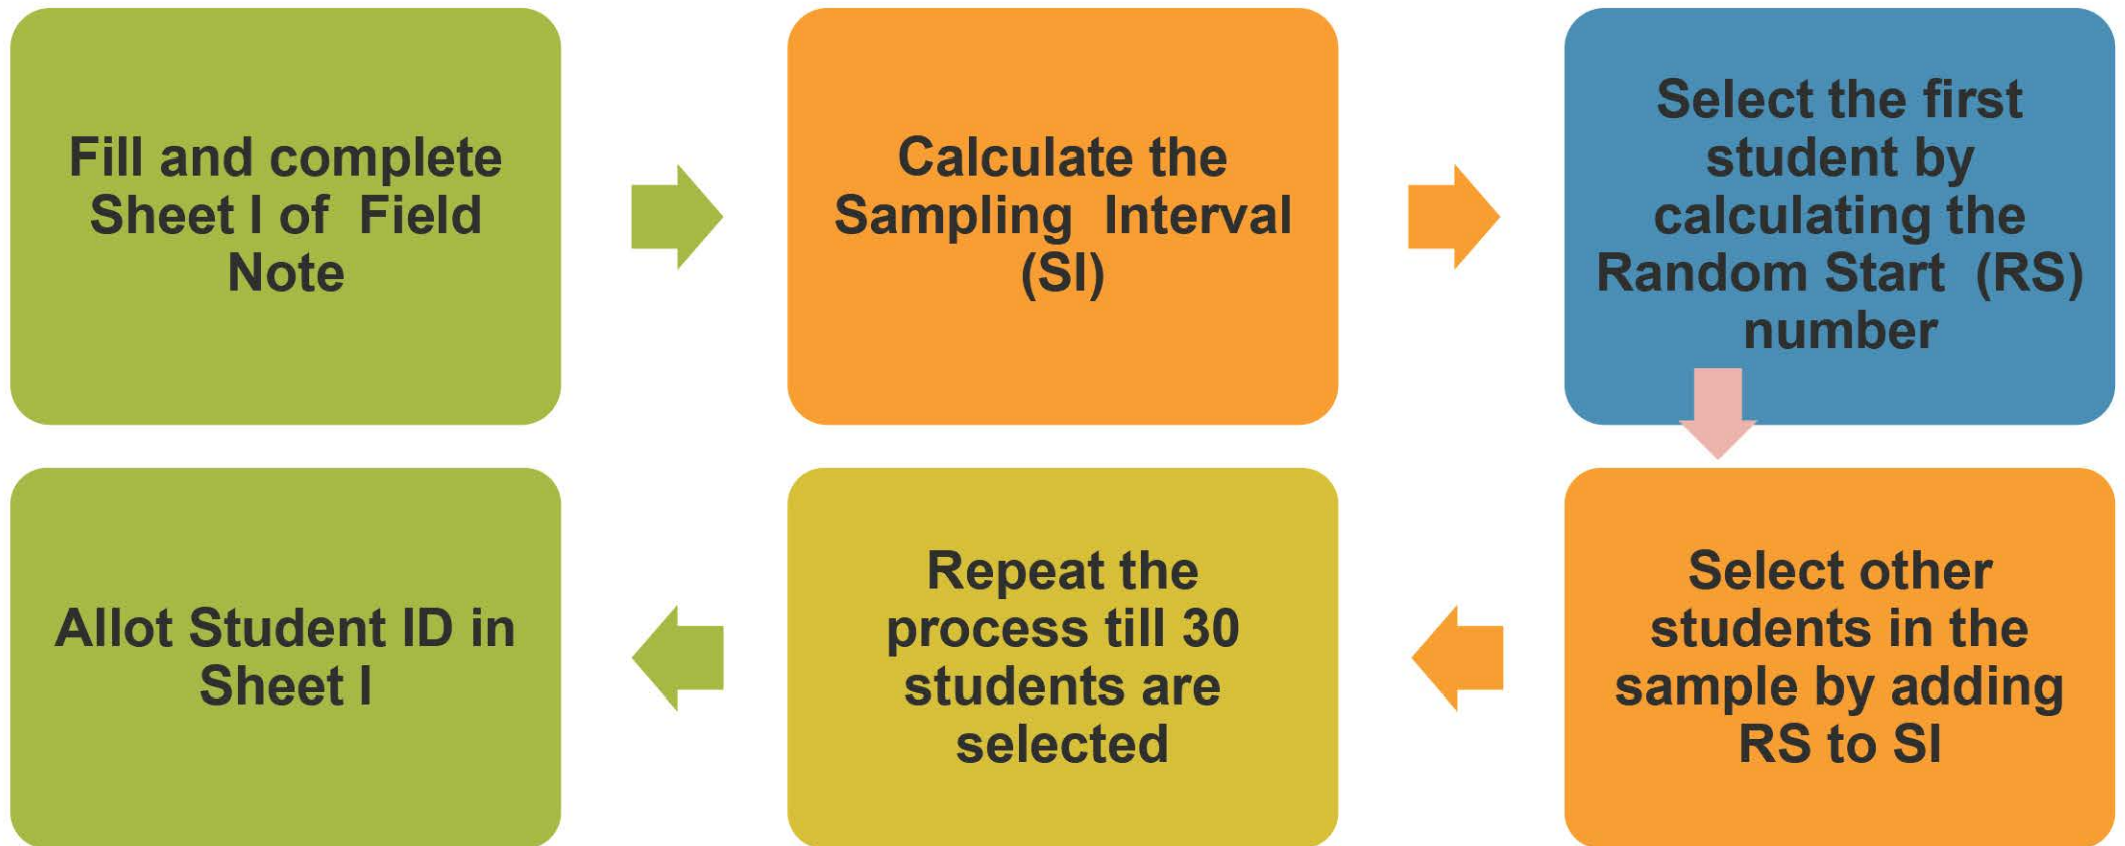 Fill and complete
Sheet I of Field
Note
Calculate the
Sampling Interval
(SI)
Select the first
student by
calculating the
Random Start (RS)
number
Select other
students in the
sample by adding
RS to SI
Repeat the
process till 30
students are
selected
Allot Student ID in
Sheet I